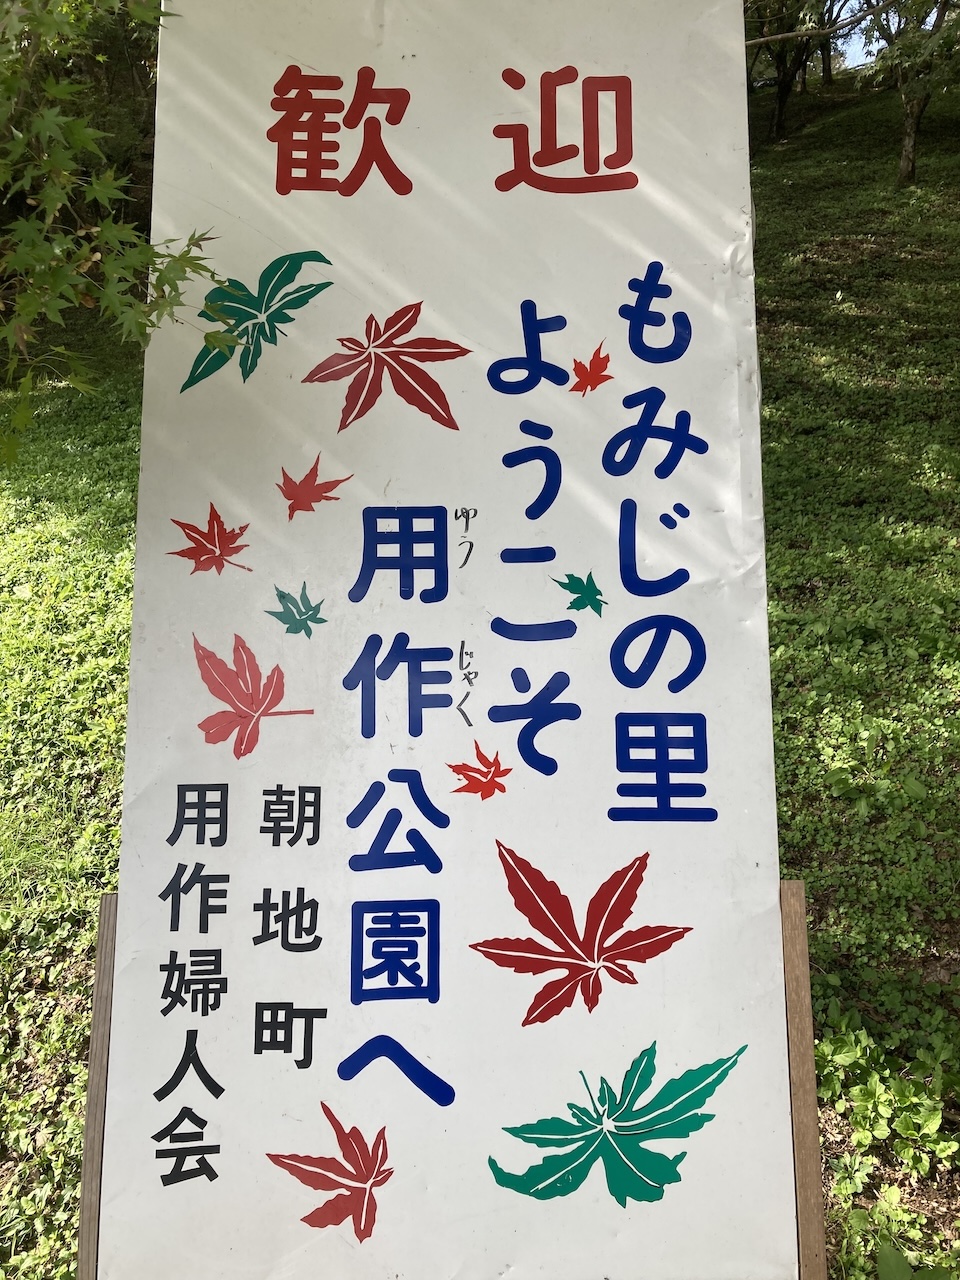 歓迎
もみじの里
ようこそ
用作公園へ
ゆう
じゃく
朝地町
用作婦人会